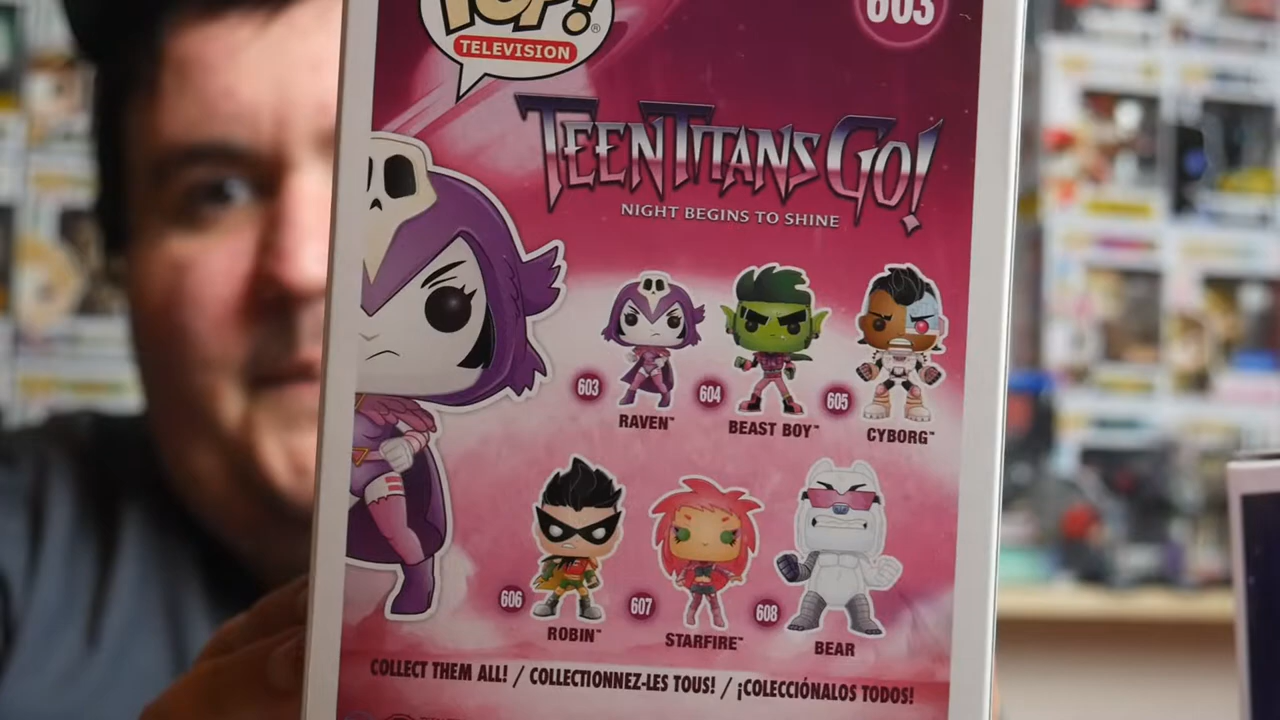 POP!
TELEVISION
603
TEEN TITANS GO!
NIGHT BEGINS TO SHINE
603
RAVEN™
604
BEAST BOY™
605
CYBORG™
606
ROBIN™
607
STARFIRE™
608
BEAR
COLLECT THEM ALL! / COLLECTIONNEZ-LES TOUS! / ¡COLECCIÓNALOS TODOS!